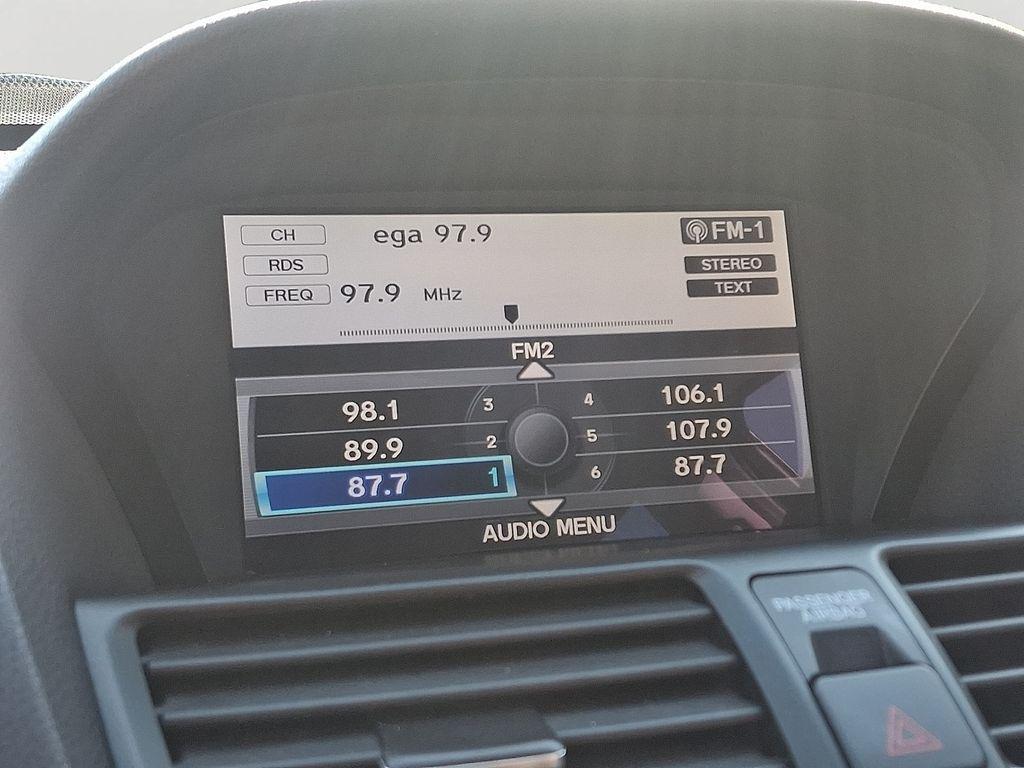 CH ega 97.9 FM-1
RDS STEREO
FREQ 97.9 MHz TEXT
FM2
98.1 3 4 106.1
89.9 2 5 107.9
87.7 1 6 87.7
AUDIO MENU
PASSENGER
AIRBAG